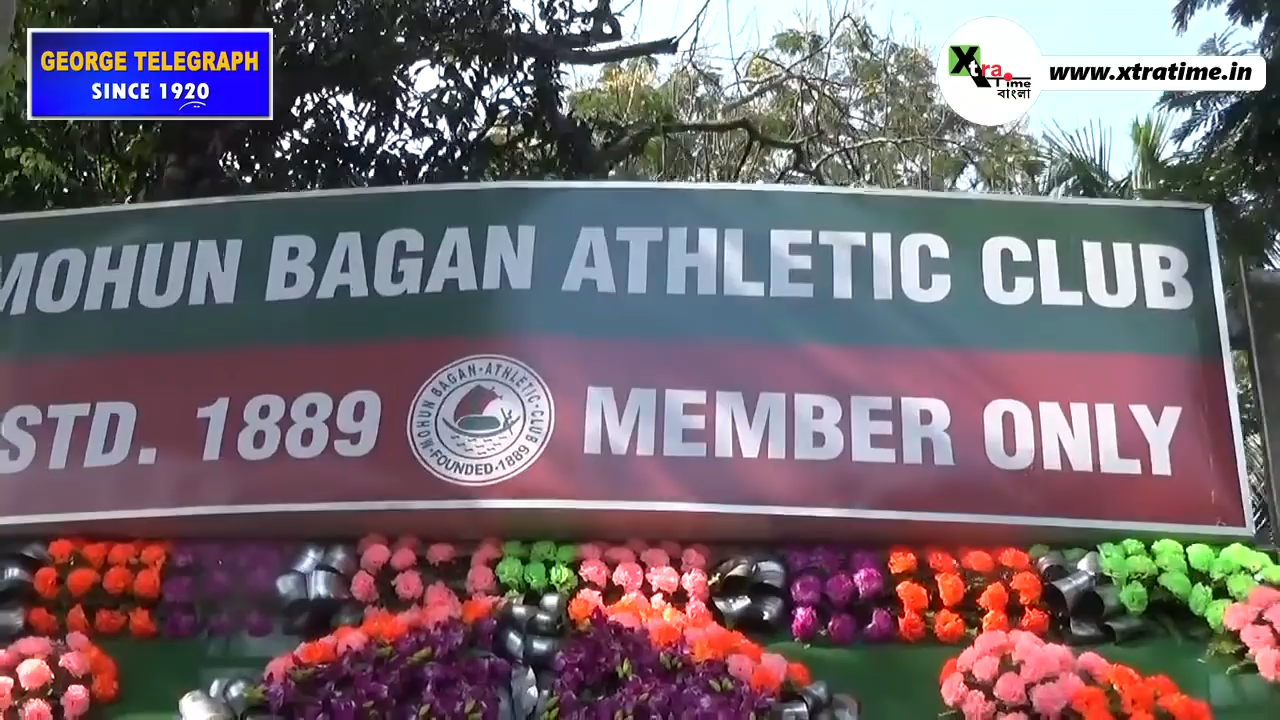 GEORGE TELEGRAPH
SINCE 1920
Xtra Time
বাংলা
www.xtratime.in
MOHUN BAGAN ATHLETIC CLUB
STD. 1889
MOHUN BAGAN·ATHLETIC·CLUB
·FOUNDED·1889
MEMBER ONLY